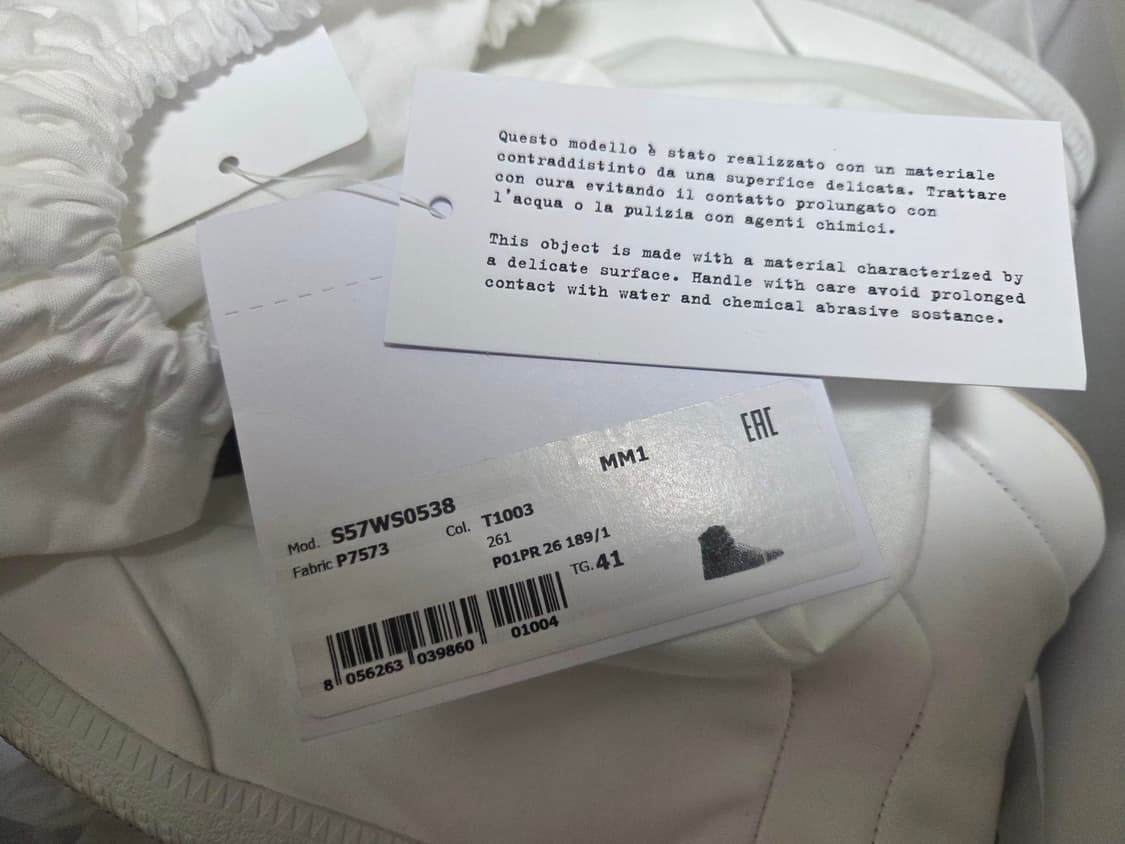 Questo modello è stato realizzato con un materiale
contraddistinto da una superfice delicata. Trattare
con cura evitando il contatto prolungato con
l'acqua o la pulizia con agenti chimici.
This object is made with a material characterized by
a delicate surface. Handle with care avoid prolonged
contact with water and chemical abrasive sostance.
EAC
MM1
Mod. S57WS0538 Col. T1003
Fabric P7573 261
P01PR 26 189/1
TG. 41
8 056263 039860 01004